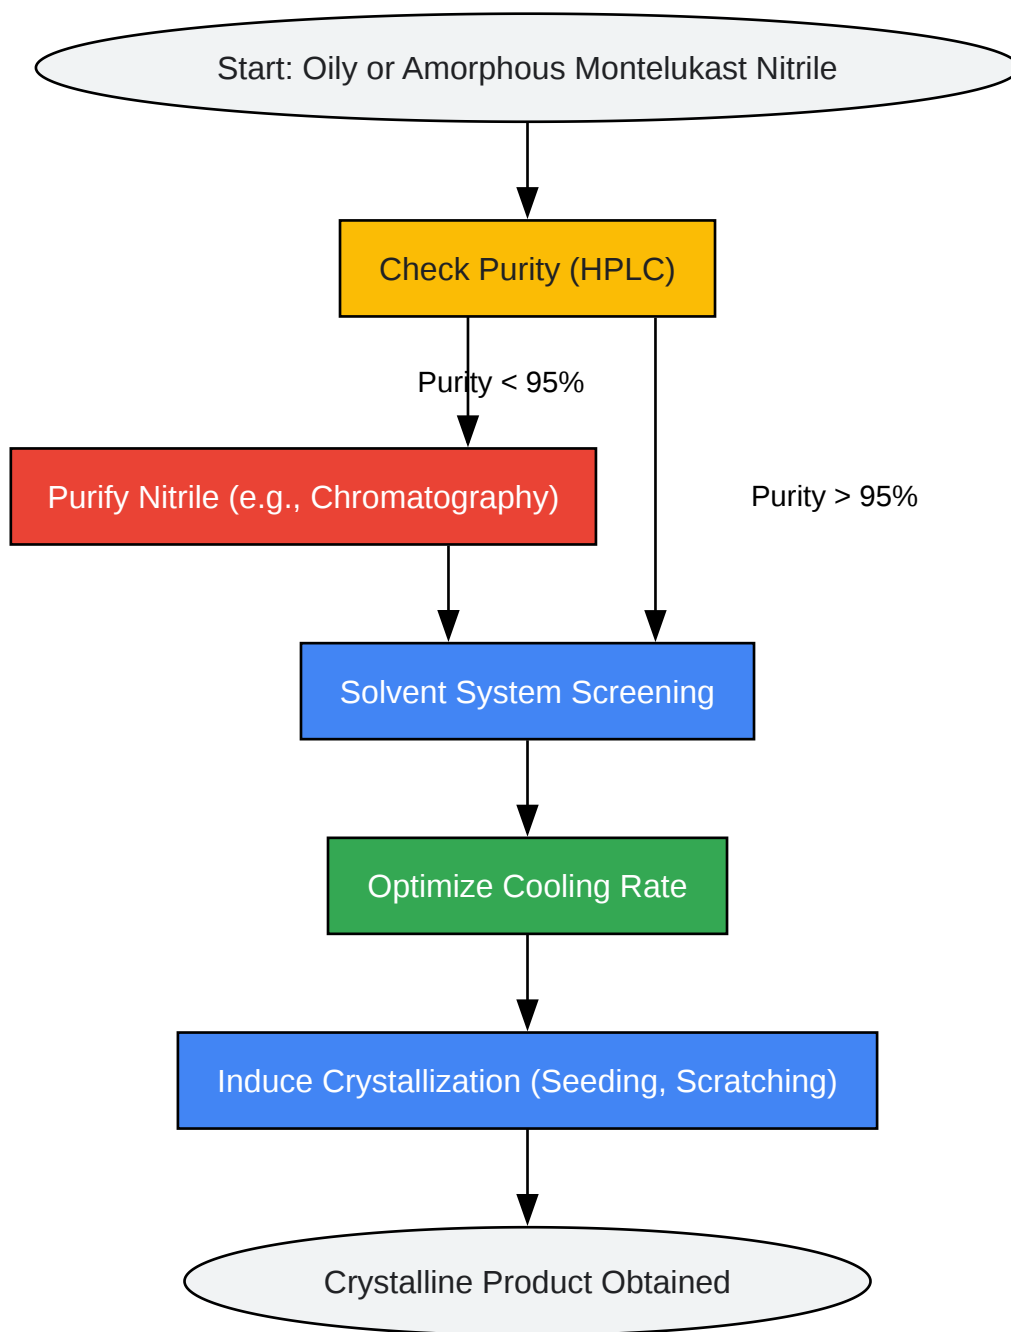 Start: Oily or Amorphous Montelukast Nitrile
Check Purity (HPLC)
Purity < 95%
Purify Nitrile (e.g., Chromatography)
Purity > 95%
Solvent System Screening
Optimize Cooling Rate
Induce Crystallization (Seeding, Scratching)
Crystalline Product Obtained